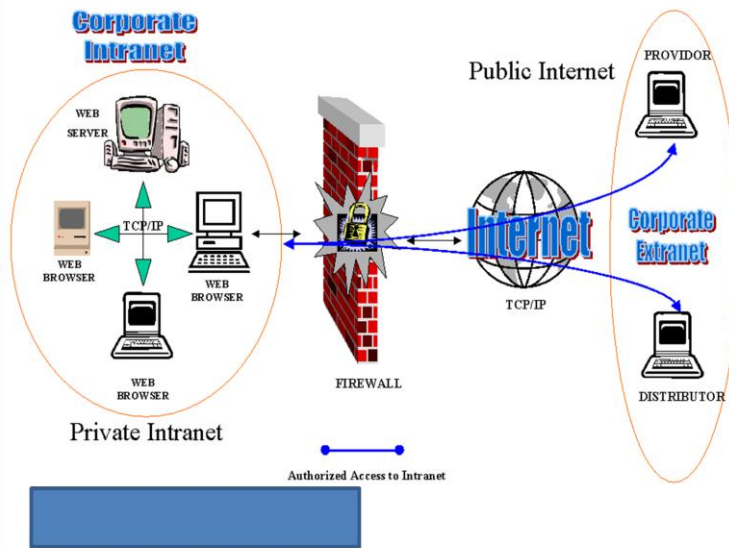 Corporate
Intranet
WEB
SERVER
TCP/IP
WEB
BROWSER
WEB
BROWSER
WEB
BROWSER
Private Intranet
FIREWALL
Public Internet
Internet
TCP/IP
PROVIDOR
Corporate
Extranet
DISTRIBUTOR
Authorized Access to Intranet